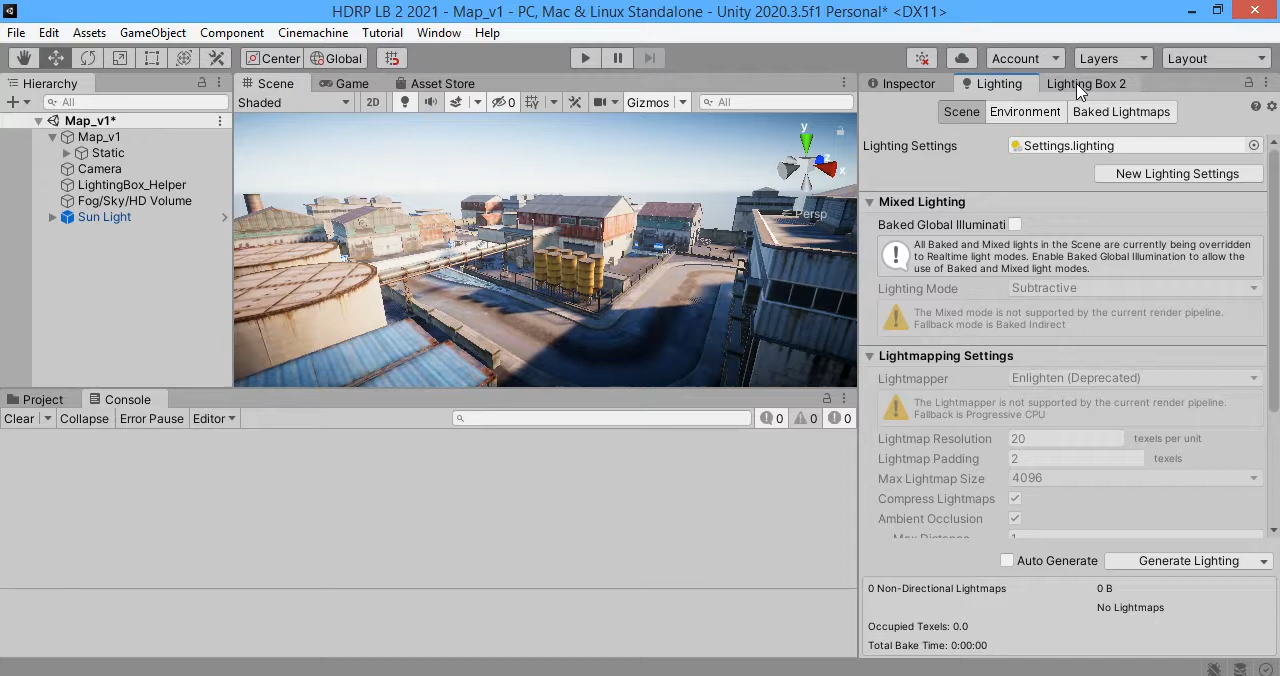 HDRP LB 2 2021 - Map_v1 - PC, Mac & Linux Standalone - Unity 2020.3.5f1 Personal* <DX11>
File Edit Assets GameObject Component Cinemachine Tutorial Window Help
Center Global Account Layers Layout
Hierarchy
All
Map_v1*
Map_v1
Static
Camera
LightingBox_Helper
Fog/Sky/HD Volume
Sun Light
Scene Game Asset Store
Shaded 2D 0 Gizmos All
y
x
Persp
Project Console
Clear Collapse Error Pause Editor 0 0 0
Inspector Lighting Lighting Box 2
Scene Environment Baked Lightmaps
Lighting Settings Settings.lighting
New Lighting Settings
Mixed Lighting
Baked Global Illuminati
All Baked and Mixed lights in the Scene are currently being overridden
to Realtime light modes. Enable Baked Global Illumination to allow the
use of Baked and Mixed light modes.
Lighting Mode Subtractive
The Mixed mode is not supported by the current render pipeline.
Fallback mode is Baked Indirect
Lightmapping Settings
Lightmapper Enlighten (Deprecated)
The Lightmapper is not supported by the current render pipeline.
Fallback is Progressive CPU
Lightmap Resolution 20 texels per unit
Lightmap Padding 2 texels
Max Lightmap Size 4096
Compress Lightmaps
Ambient Occlusion
Max Distance 1
Auto Generate Generate Lighting
0 Non-Directional Lightmaps 0 B
No Lightmaps
Occupied Texels: 0.0
Total Bake Time: 0:00:00